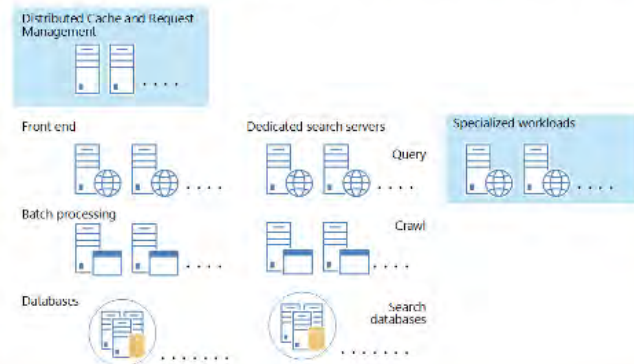 Distributed Cache and Request
Management
Front end
Dedicated search servers
Specialized workloads
Query
Batch processing
Crawl
Databases
Search
databases